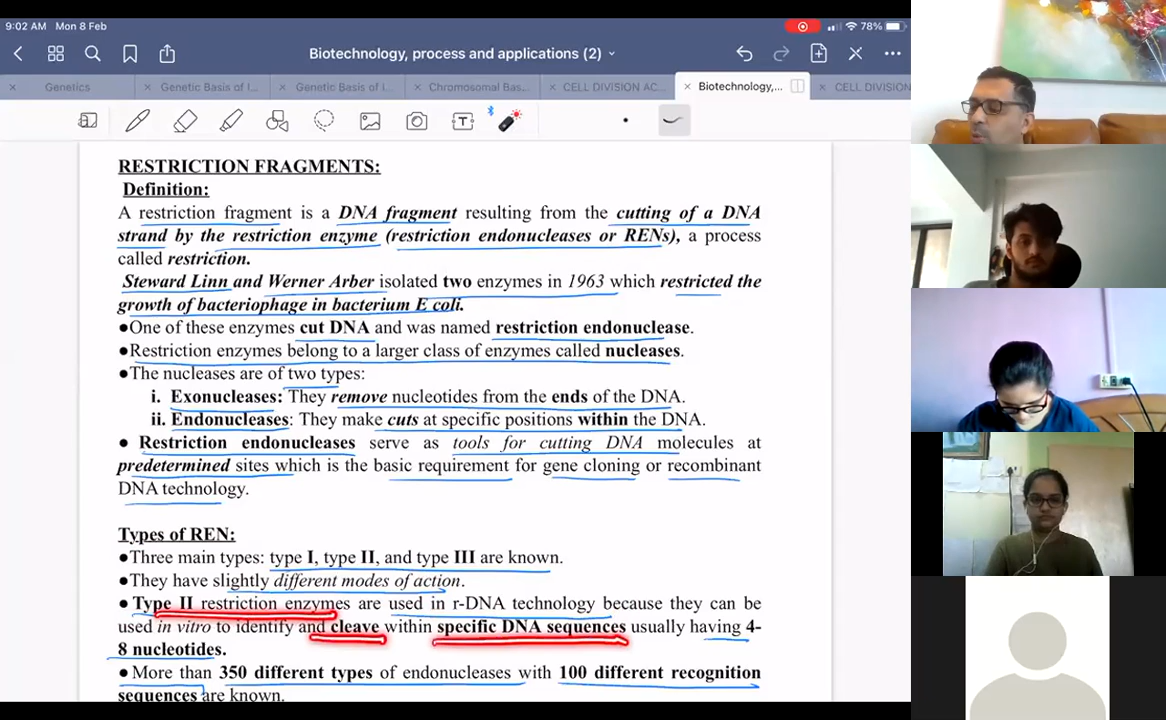 9:02 AM Mon 8 Feb
78%
Biotechnology, process and applications (2)
Genetics
Genetic Basis of I...
Genetic Basis of I...
Chromosomal Bas...
CELL DIVISION AC...
Biotechnology,...
CELL DIVISION
RESTRICTION FRAGMENTS:
Definition:
A restriction fragment is a DNA fragment resulting from the cutting of a DNA
strand by the restriction enzyme (restriction endonucleases or RENs), a process
called restriction.
Steward Linn and Werner Arber isolated two enzymes in 1963 which restricted the
growth of bacteriophage in bacterium E coli.
●One of these enzymes cut DNA and was named restriction endonuclease.
●Restriction enzymes belong to a larger class of enzymes called nucleases.
●The nucleases are of two types:
i. Exonucleases: They remove nucleotides from the ends of the DNA.
ii. Endonucleases: They make cuts at specific positions within the DNA.
● Restriction endonucleases serve as tools for cutting DNA molecules at
predetermined sites which is the basic requirement for gene cloning or recombinant
DNA technology.
Types of REN:
●Three main types: type I, type II, and type III are known.
●They have slightly different modes of action.
● Type II restriction enzymes are used in r-DNA technology because they can be
used in vitro to identify and cleave within specific DNA sequences usually having 4-
8 nucleotides.
●More than 350 different types of endonucleases with 100 different recognition
sequences are known.